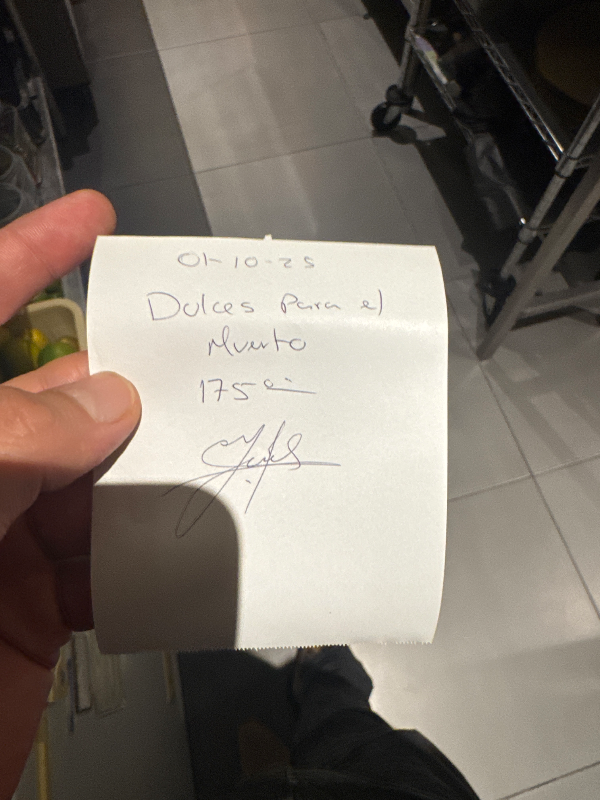 01-10-25
Dulces para el
Muerto
175